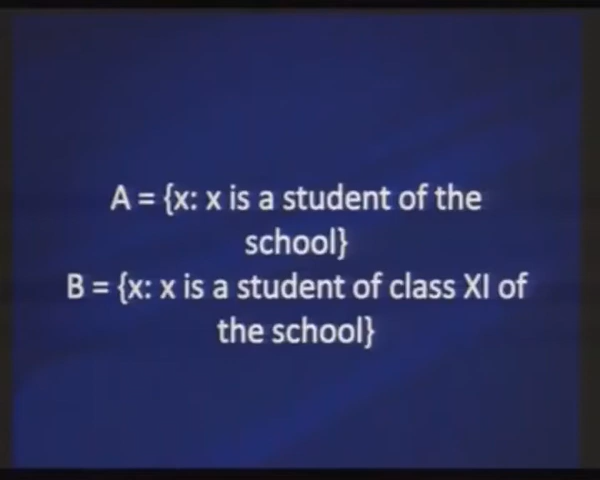 A = {x: x is a student of the
school}
B = {x: x is a student of class XI of
the school}